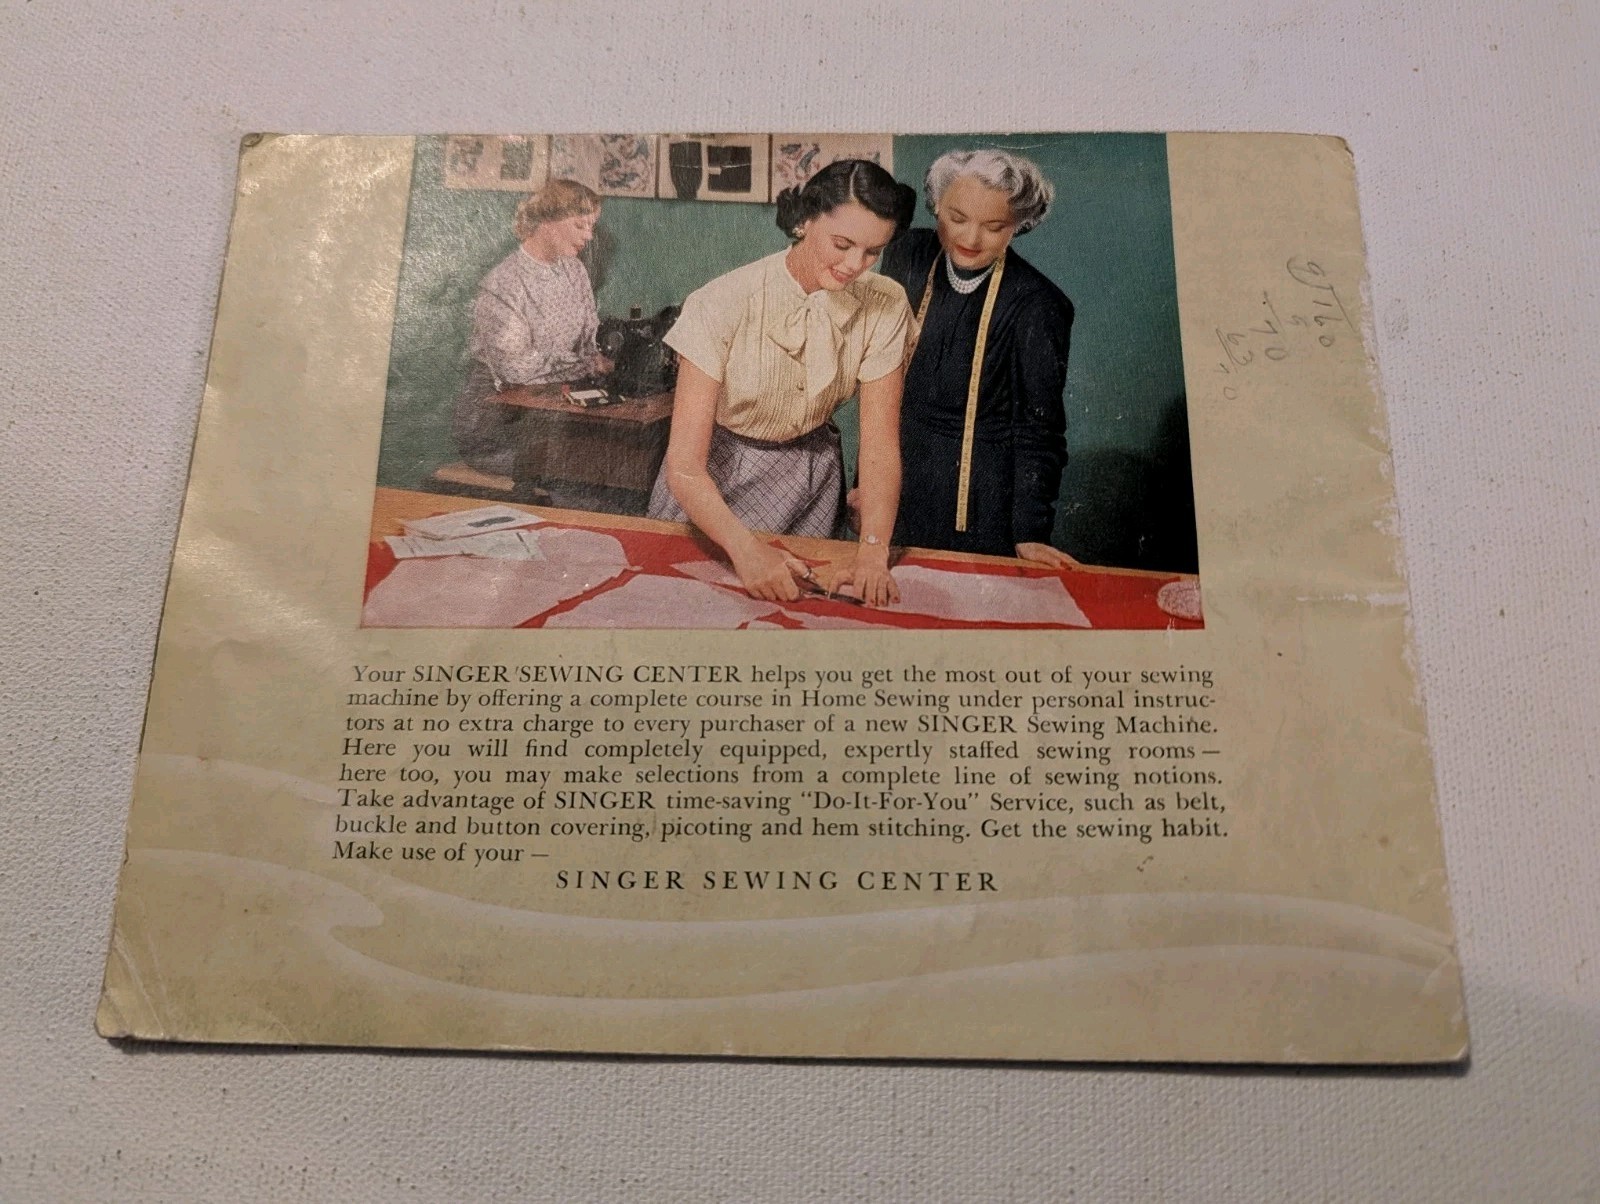 Your SINGER SEWING CENTER helps you get the most out of your sewing
machine by offering a complete course in Home Sewing under personal instruc-
tors at no extra charge to every purchaser of a new SINGER Sewing Machine.
Here you will find completely equipped, expertly staffed sewing rooms —
here too, you may make selections from a complete line of sewing notions.
Take advantage of SINGER time-saving "Do-It-For-You" Service, such as belt,
buckle and button covering, picoting and hem stitching. Get the sewing habit.
Make use of your —
SINGER SEWING CENTER